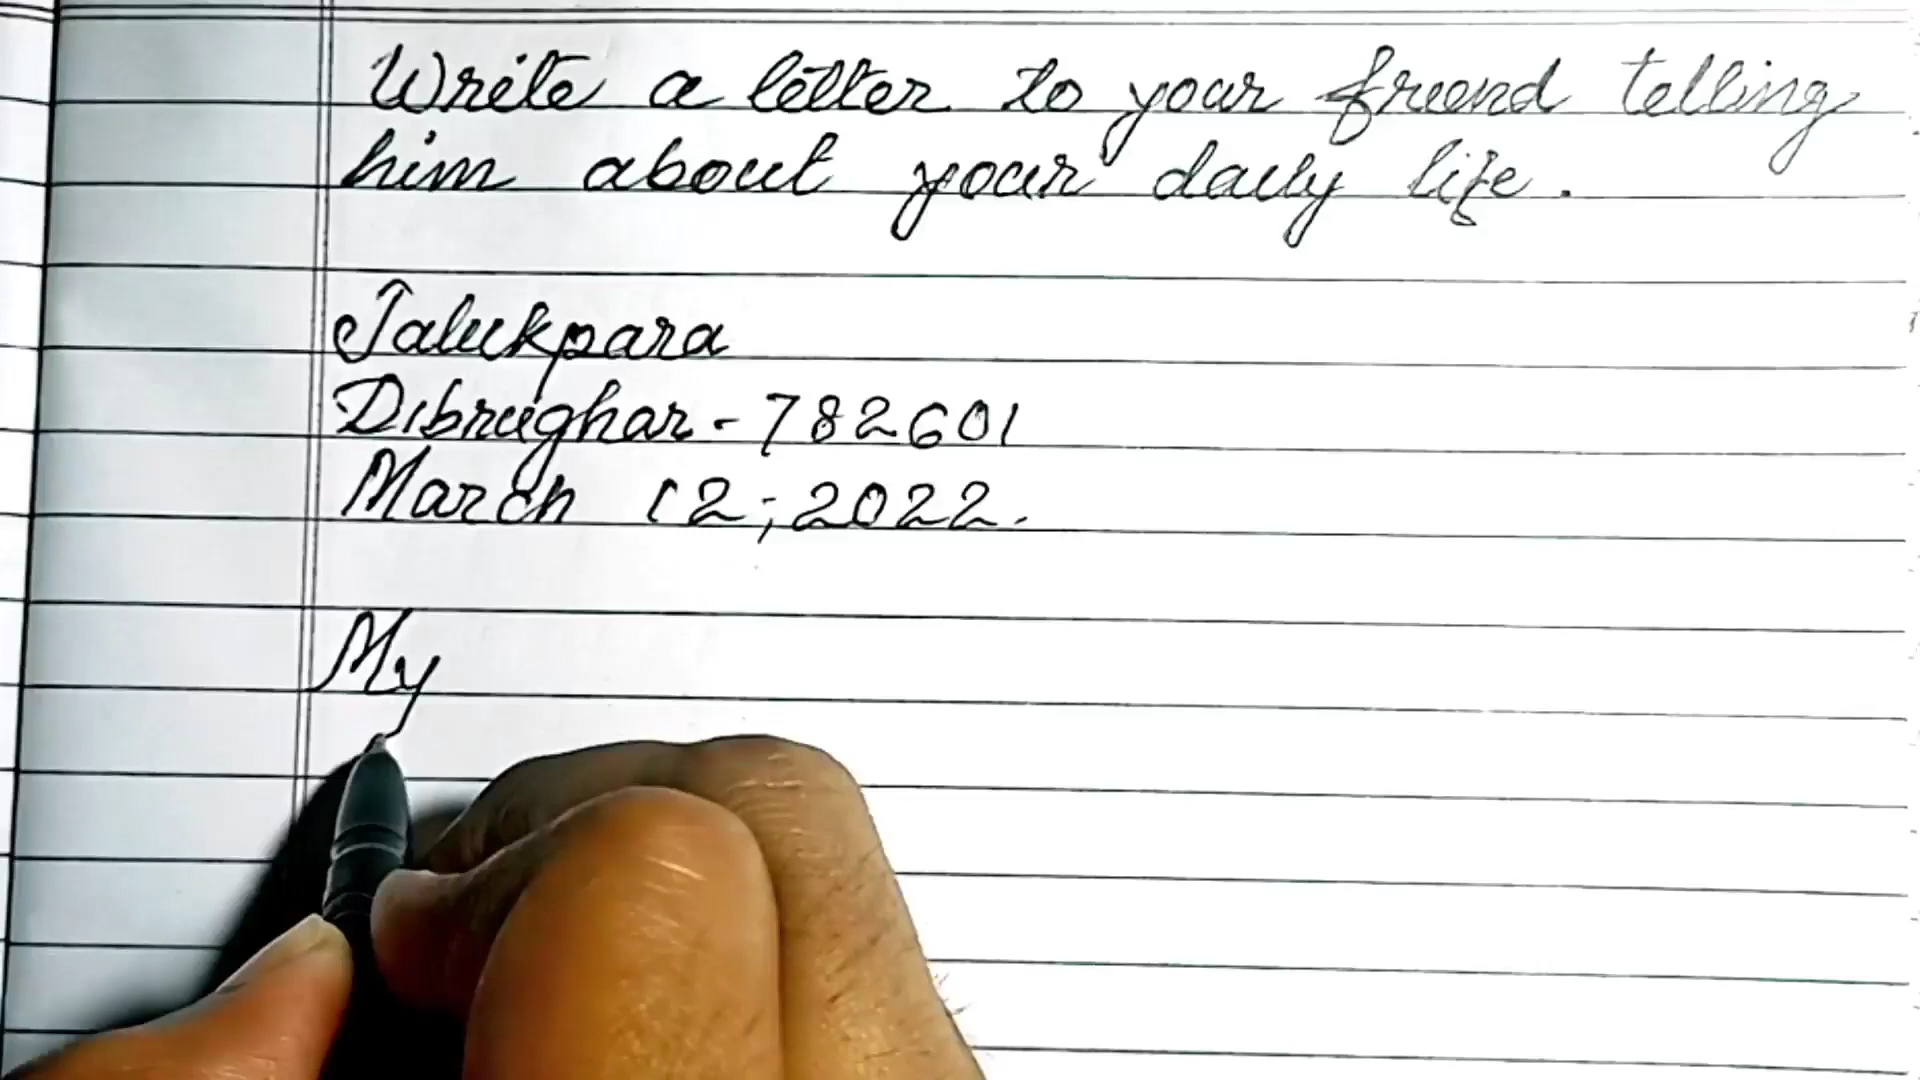 Write a letter to your friend telling
him about your daily life.
Talukpara
Dibrughar - 782601
March 12, 2022.
My